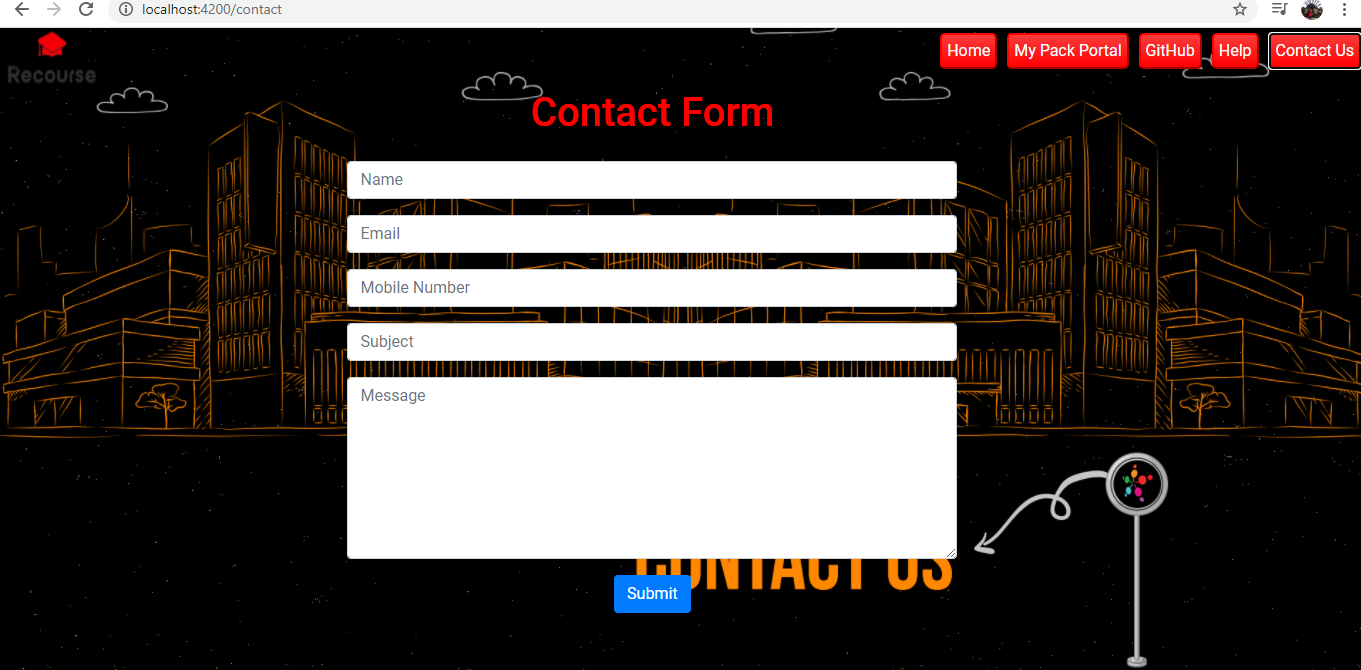 localhost:4200/contact
Recourse
Home My Pack Portal GitHub Help Contact Us
Contact Form
Name
Email
Mobile Number
Subject
Message
CONTACT US
Submit